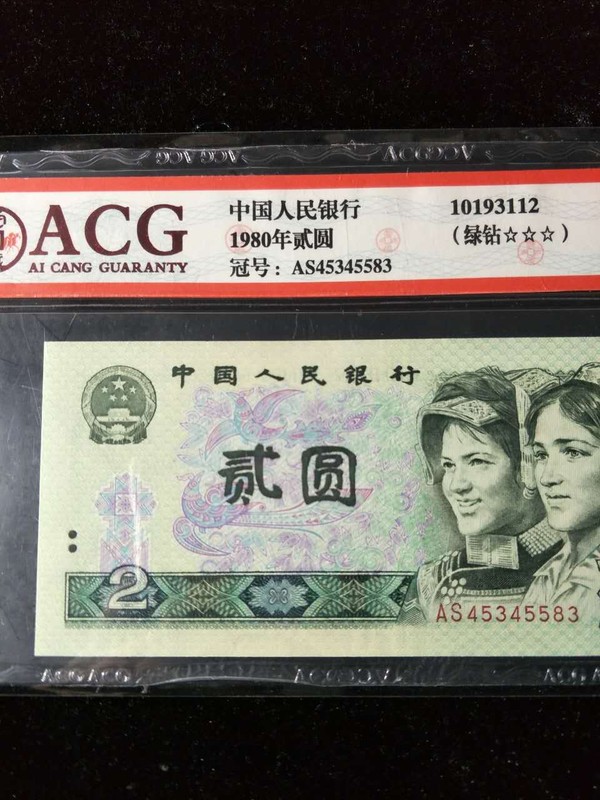 ACG
AI CANG GUARANTY
中国人民银行
1980年贰圆
冠号：AS45345583
10193112
（绿钻☆☆☆）
中国人民银行
贰圆
2
AS45345583